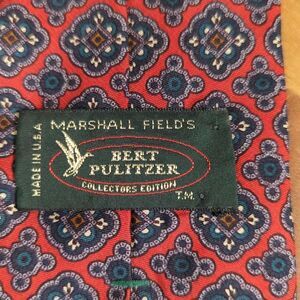 MARSHALL FIELD'S
MADE IN U.S.A
BERT
PULITZER
COLLECTORS EDITION
T.M.